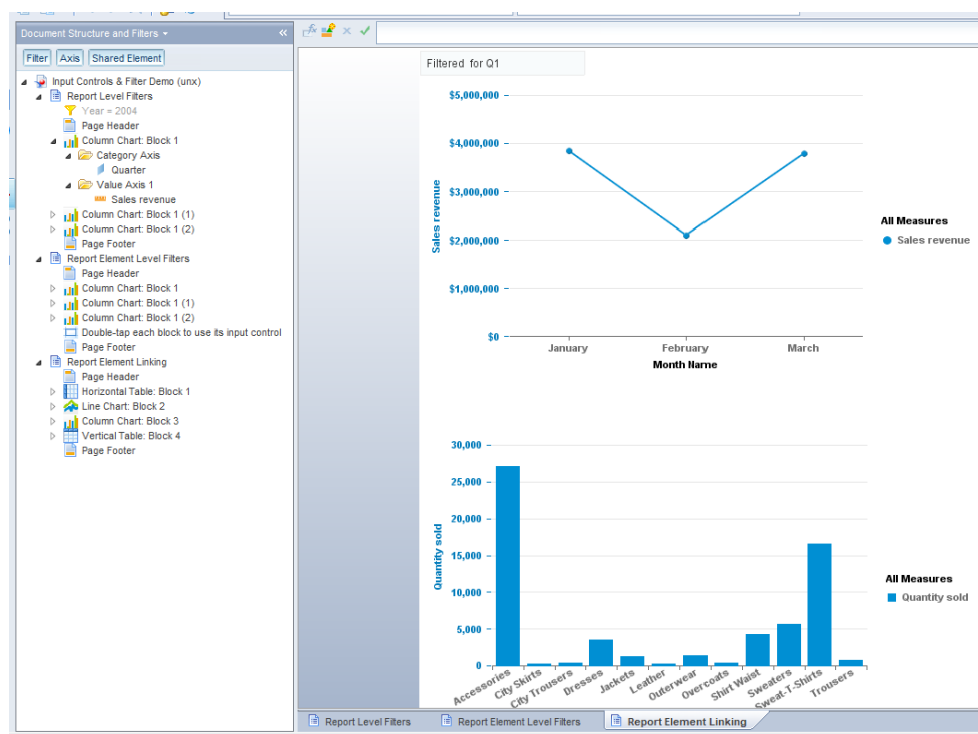 Document Structure and Filters
Filter Axis Shared Element
Input Controls & Filter Demo (unx)
Report Level Filters
Year = 2004
Page Header
Column Chart: Block 1
Category Axis
Quarter
Value Axis 1
Sales revenue
Column Chart: Block 1 (1)
Column Chart: Block 1 (2)
Page Footer
Report Element Level Filters
Page Header
Column Chart: Block 1
Column Chart: Block 1 (1)
Column Chart: Block 1 (2)
Double-tap each block to use its input control
Page Footer
Report Element Linking
Page Header
Horizontal Table: Block 1
Line Chart: Block 2
Column Chart: Block 3
Vertical Table: Block 4
Page Footer
Filtered for Q1
$5,000,000
$4,000,000
$3,000,000
$2,000,000
$1,000,000
$0
Sales revenue
January February March
Month Name
All Measures
Sales revenue
30,000
25,000
20,000
15,000
10,000
5,000
0
Quantity sold
Accessories
City Skirts
City Trousers
Dresses
Jackets
Leather
Outerwear
Overcoats
Shirt Waist
Sweaters
Sweat-T-Shirts
Trousers
All Measures
Quantity sold
Report Level Filters Report Element Level Filters Report Element Linking